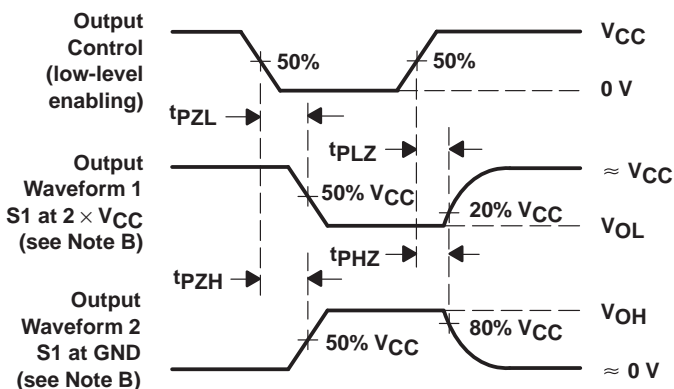 Output
Control
(low-level
enabling)
50%
50%
VCC
0 V
tPZL
tPLZ
Output
Waveform 1
S1 at 2 × VCC
(see Note B)
50% VCC
20% VCC
≈ VCC
VOL
tPZH
tPHZ
Output
Waveform 2
S1 at GND
(see Note B)
50% VCC
80% VCC
VOH
≈ 0 V